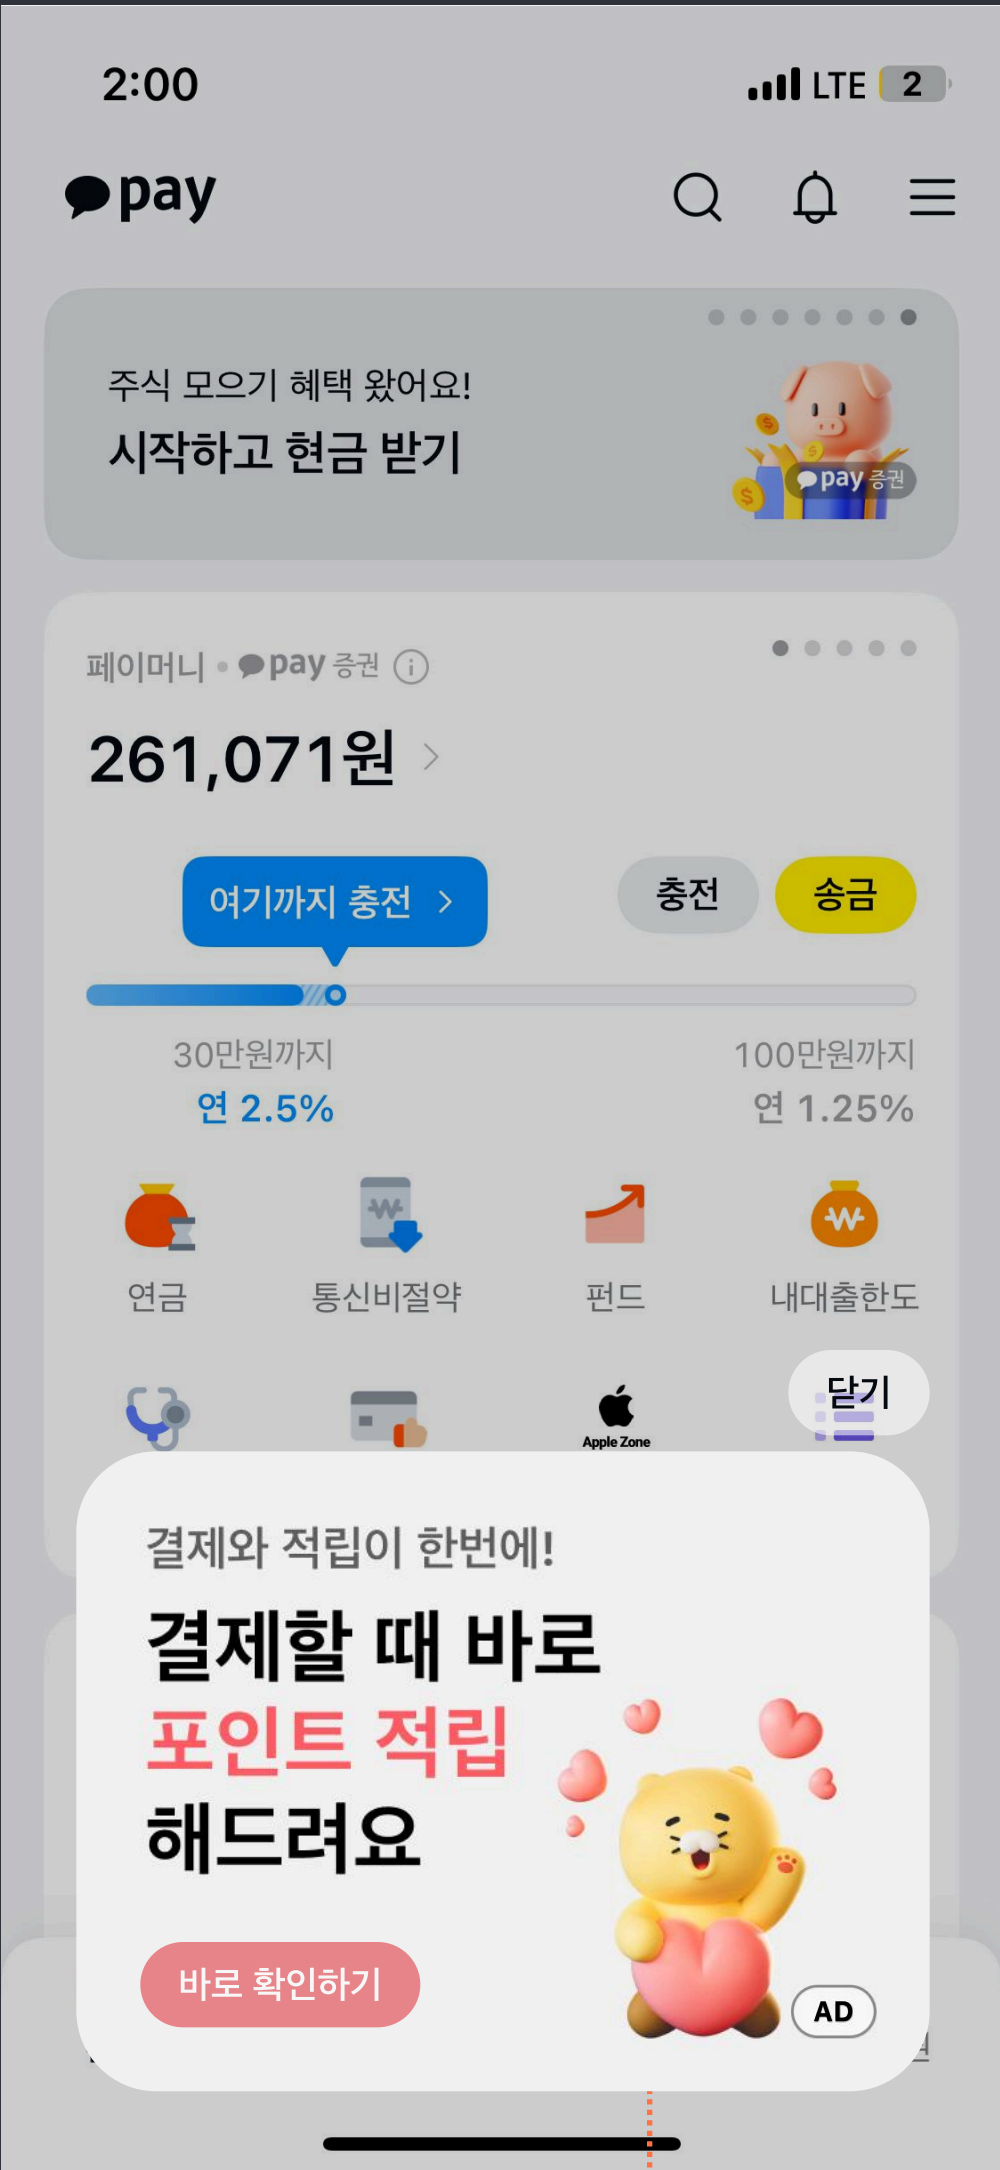 2:00 LTE 2
pay
주식 모으기 혜택 왔어요!
시작하고 현금 받기
pay 증권
페이머니 • pay 증권
261,071원
여기까지 충전
충전
송금
30만원까지 100만원까지
연 2.5% 연 1.25%
연금 통신비절약 펀드 내대출한도
닫기
Apple Zone
결제와 적립이 한번에!
결제할 때 바로
포인트 적립
해드려요
바로 확인하기
AD